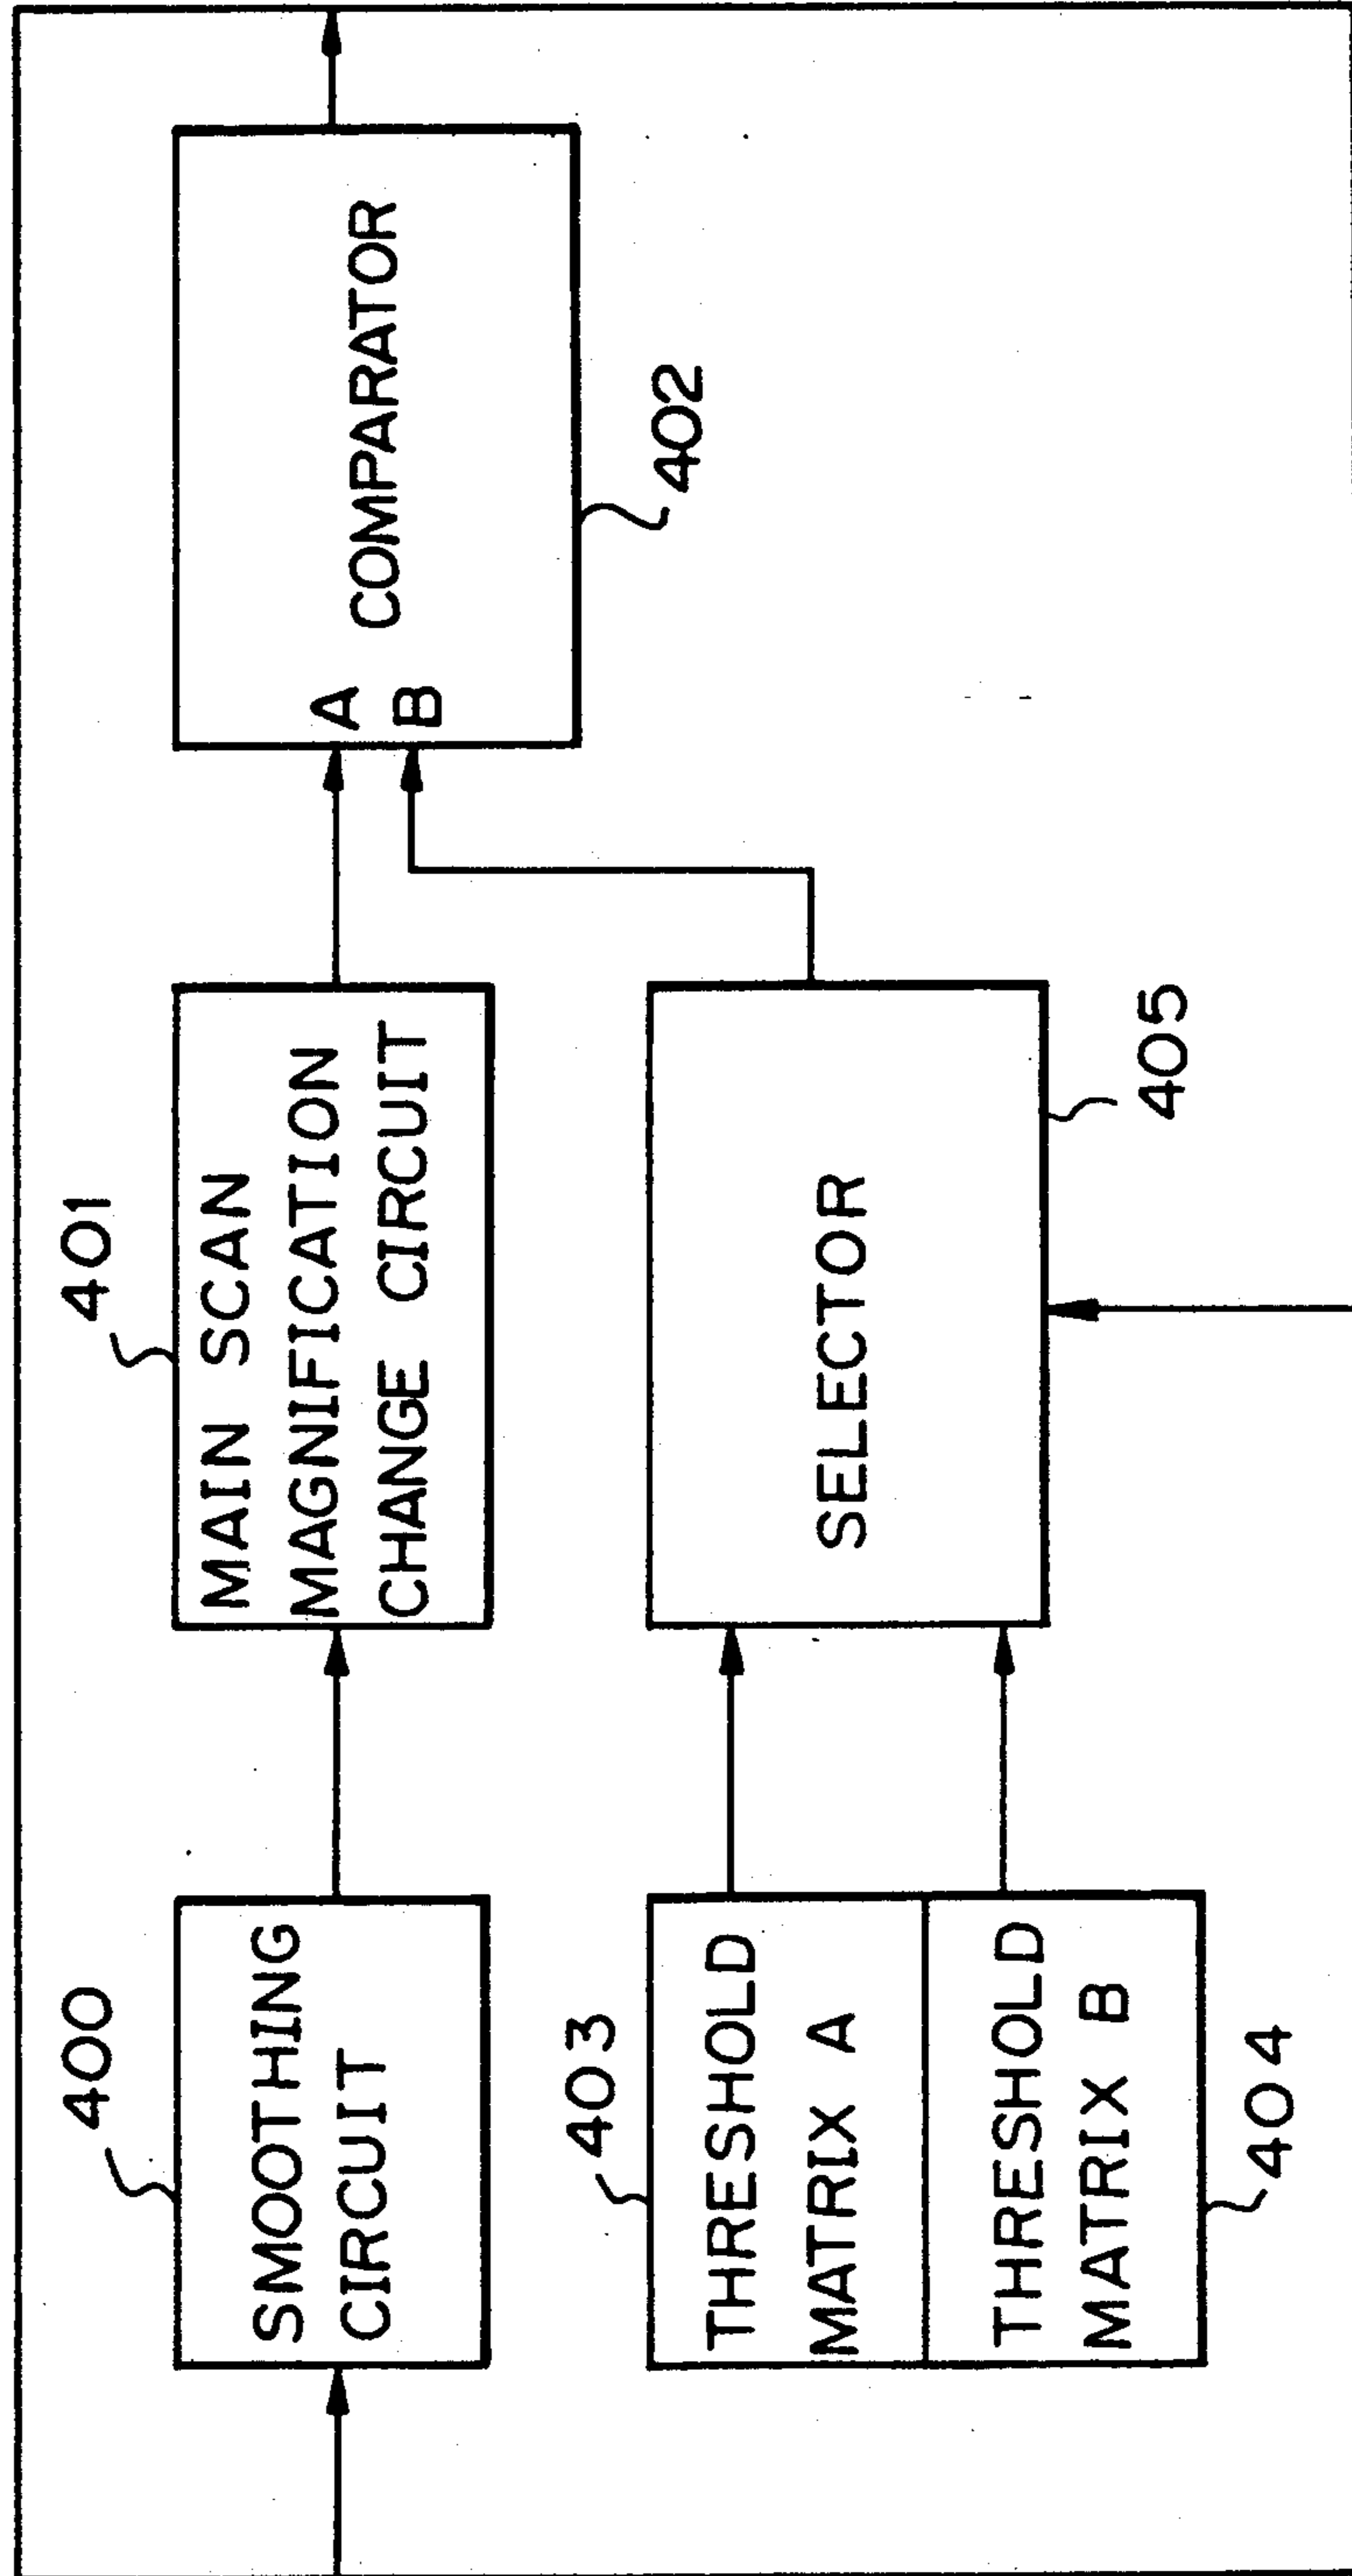 400
SMOOTHING
CIRCUIT
401
MAIN SCAN
MAGNIFICATION
CHANGE CIRCUIT
A
B
COMPARATOR
402
403
THRESHOLD
MATRIX A
THRESHOLD
MATRIX B
404
SELECTOR
405